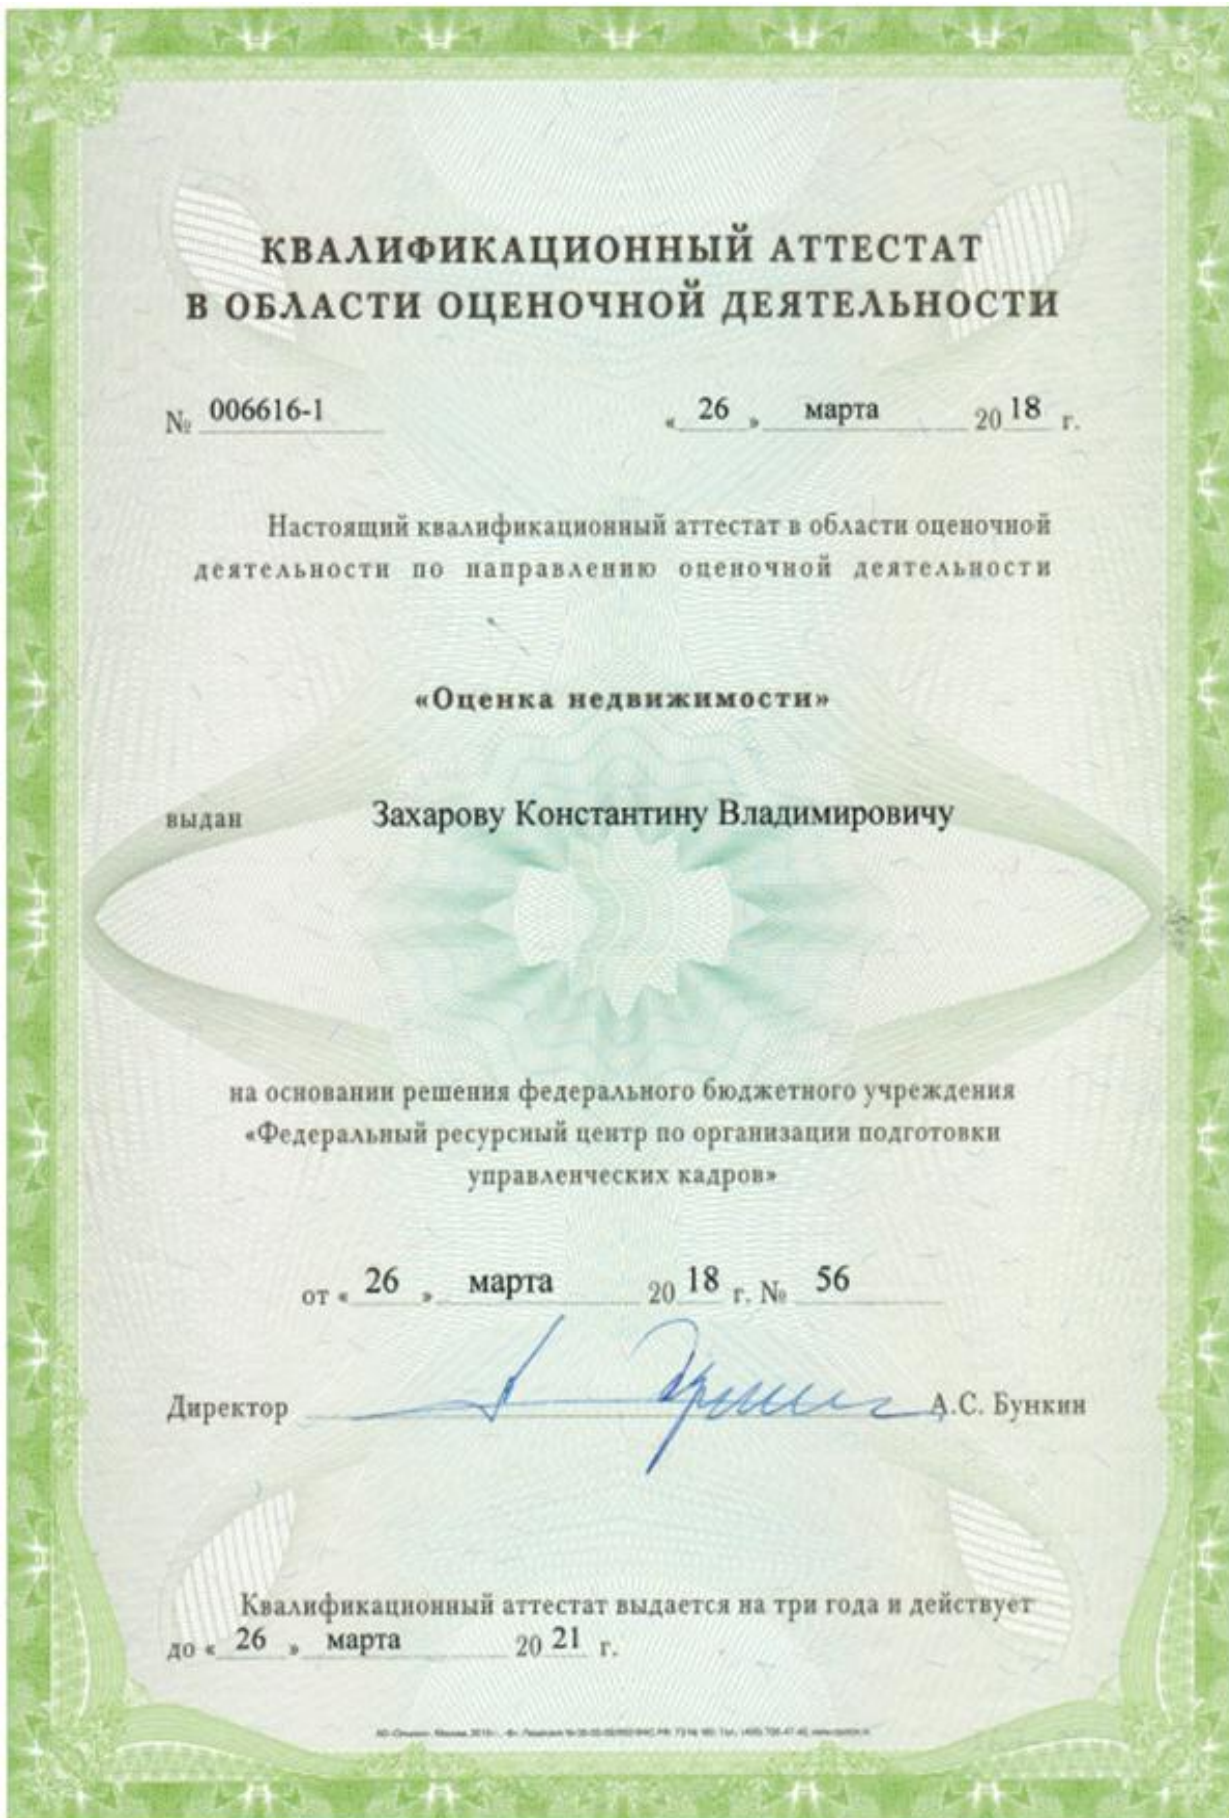 КВАЛИФИКАЦИОННЫЙ АТТЕСТАТ
В ОБЛАСТИ ОЦЕНОЧНОЙ ДЕЯТЕЛЬНОСТИ
№ 006616-1 « 26 » марта 20 18 г.
Настоящий квалификационный аттестат в области оценочной
деятельности по направлению оценочной деятельности
«Оценка недвижимости»
выдан Захарову Константину Владимировичу
на основании решения федерального бюджетного учреждения
«Федеральный ресурсный центр по организации подготовки
управленческих кадров»
от « 26 » марта 20 18 г. № 56
Директор А.С. Бункин
Квалификационный аттестат выдается на три года и действует
до « 26 » марта 20 21 г.